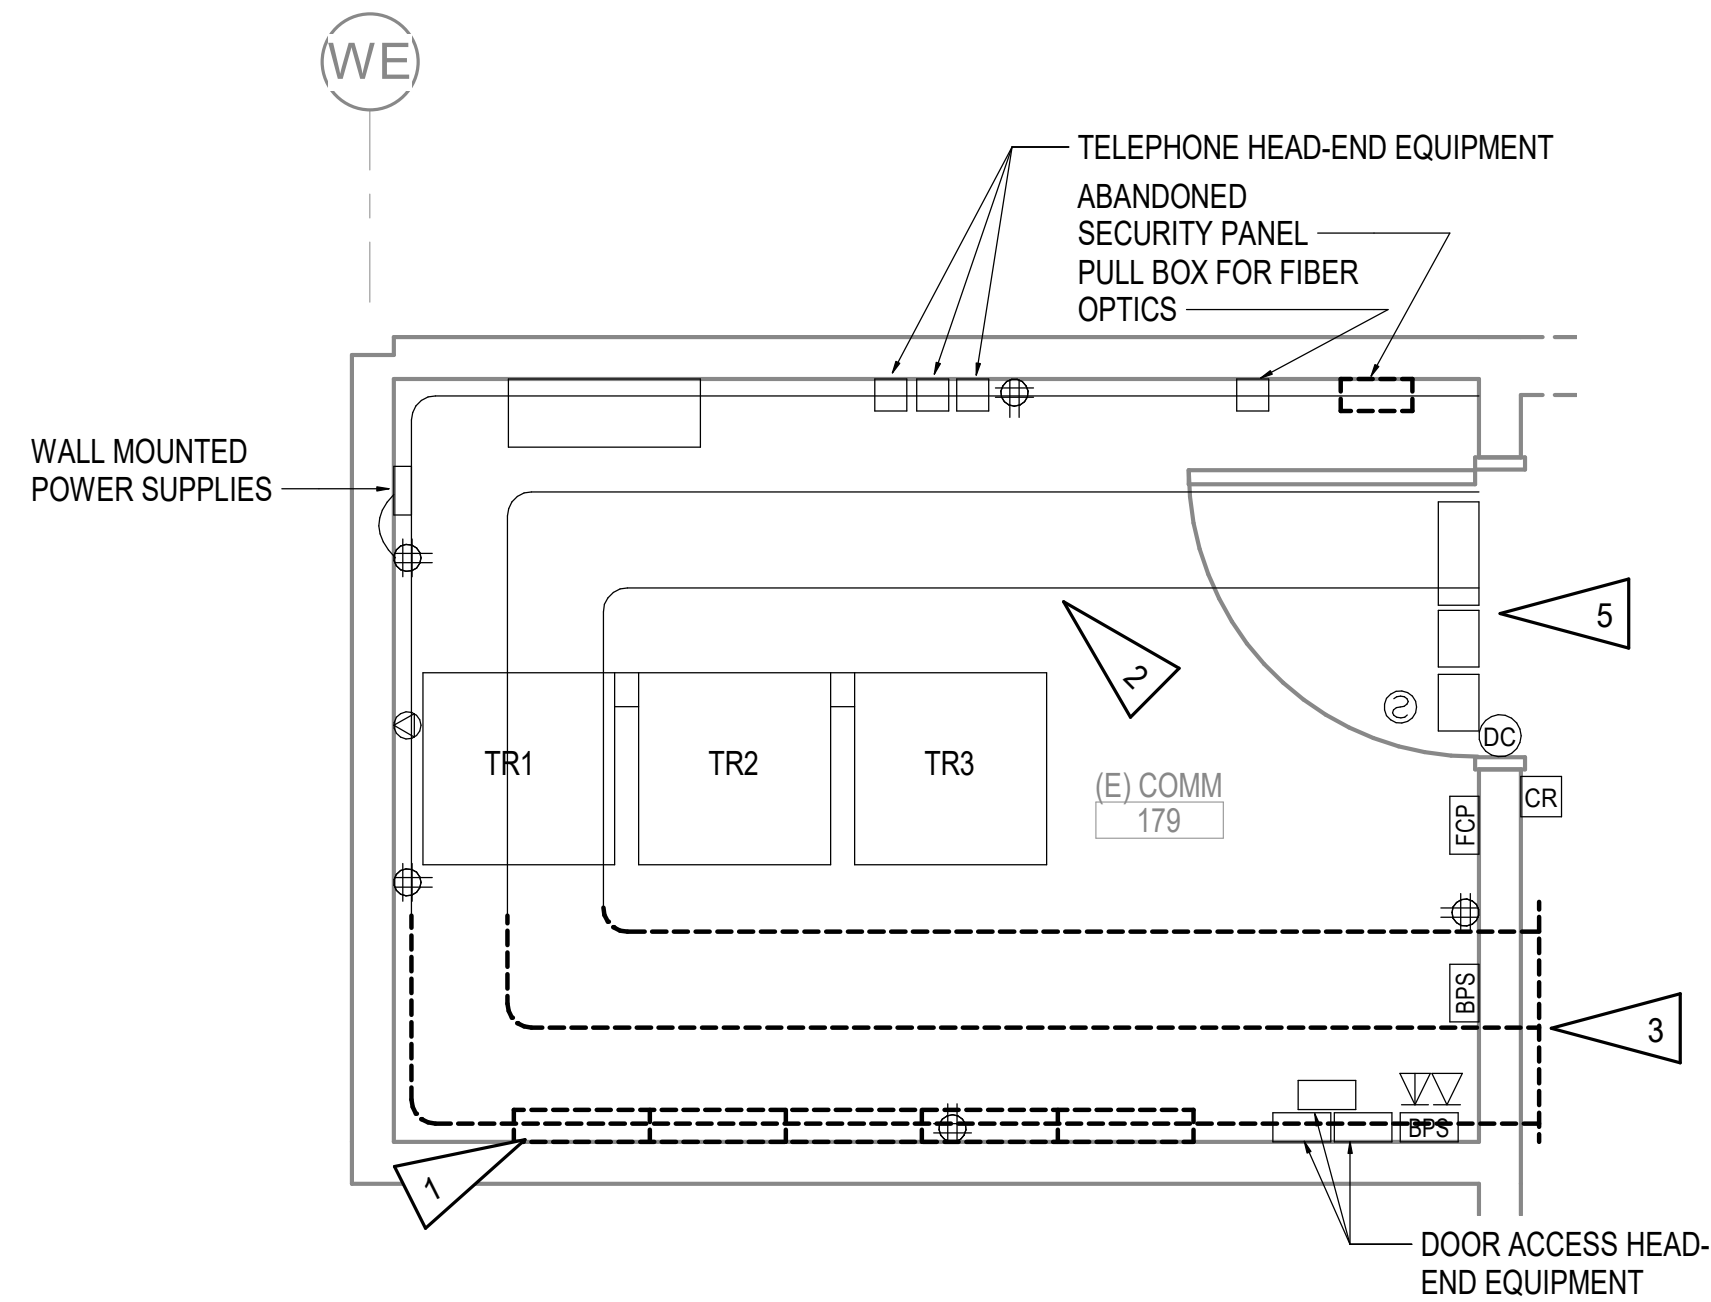 WE
TELEPHONE HEAD-END EQUIPMENT
ABANDONED
SECURITY PANEL
PULL BOX FOR FIBER
OPTICS
WALL MOUNTED
POWER SUPPLIES
5
2
DC
TR1
TR2
TR3
(E) COMM
179
CR
FCP
BPS
3
BPS
1
DOOR ACCESS HEAD-
END EQUIPMENT